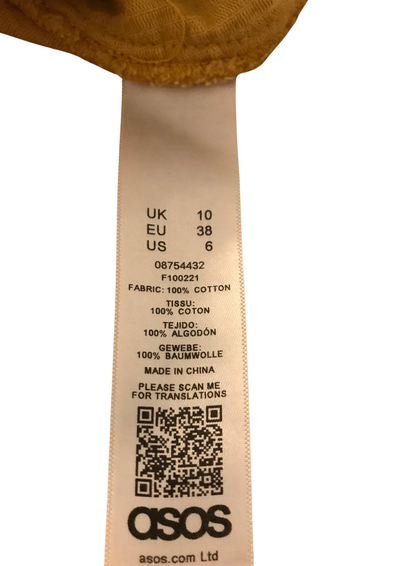 UK 10
EU 38
US 6
08754432
F100221
FABRIC: 100% COTTON
TISSU:
100% COTON
TEJIDO:
100% ALGODÓN
GEWEBE:
100% BAUMWOLLE
MADE IN CHINA
PLEASE SCAN ME
FOR TRANSLATIONS
asos
asos.com Ltd